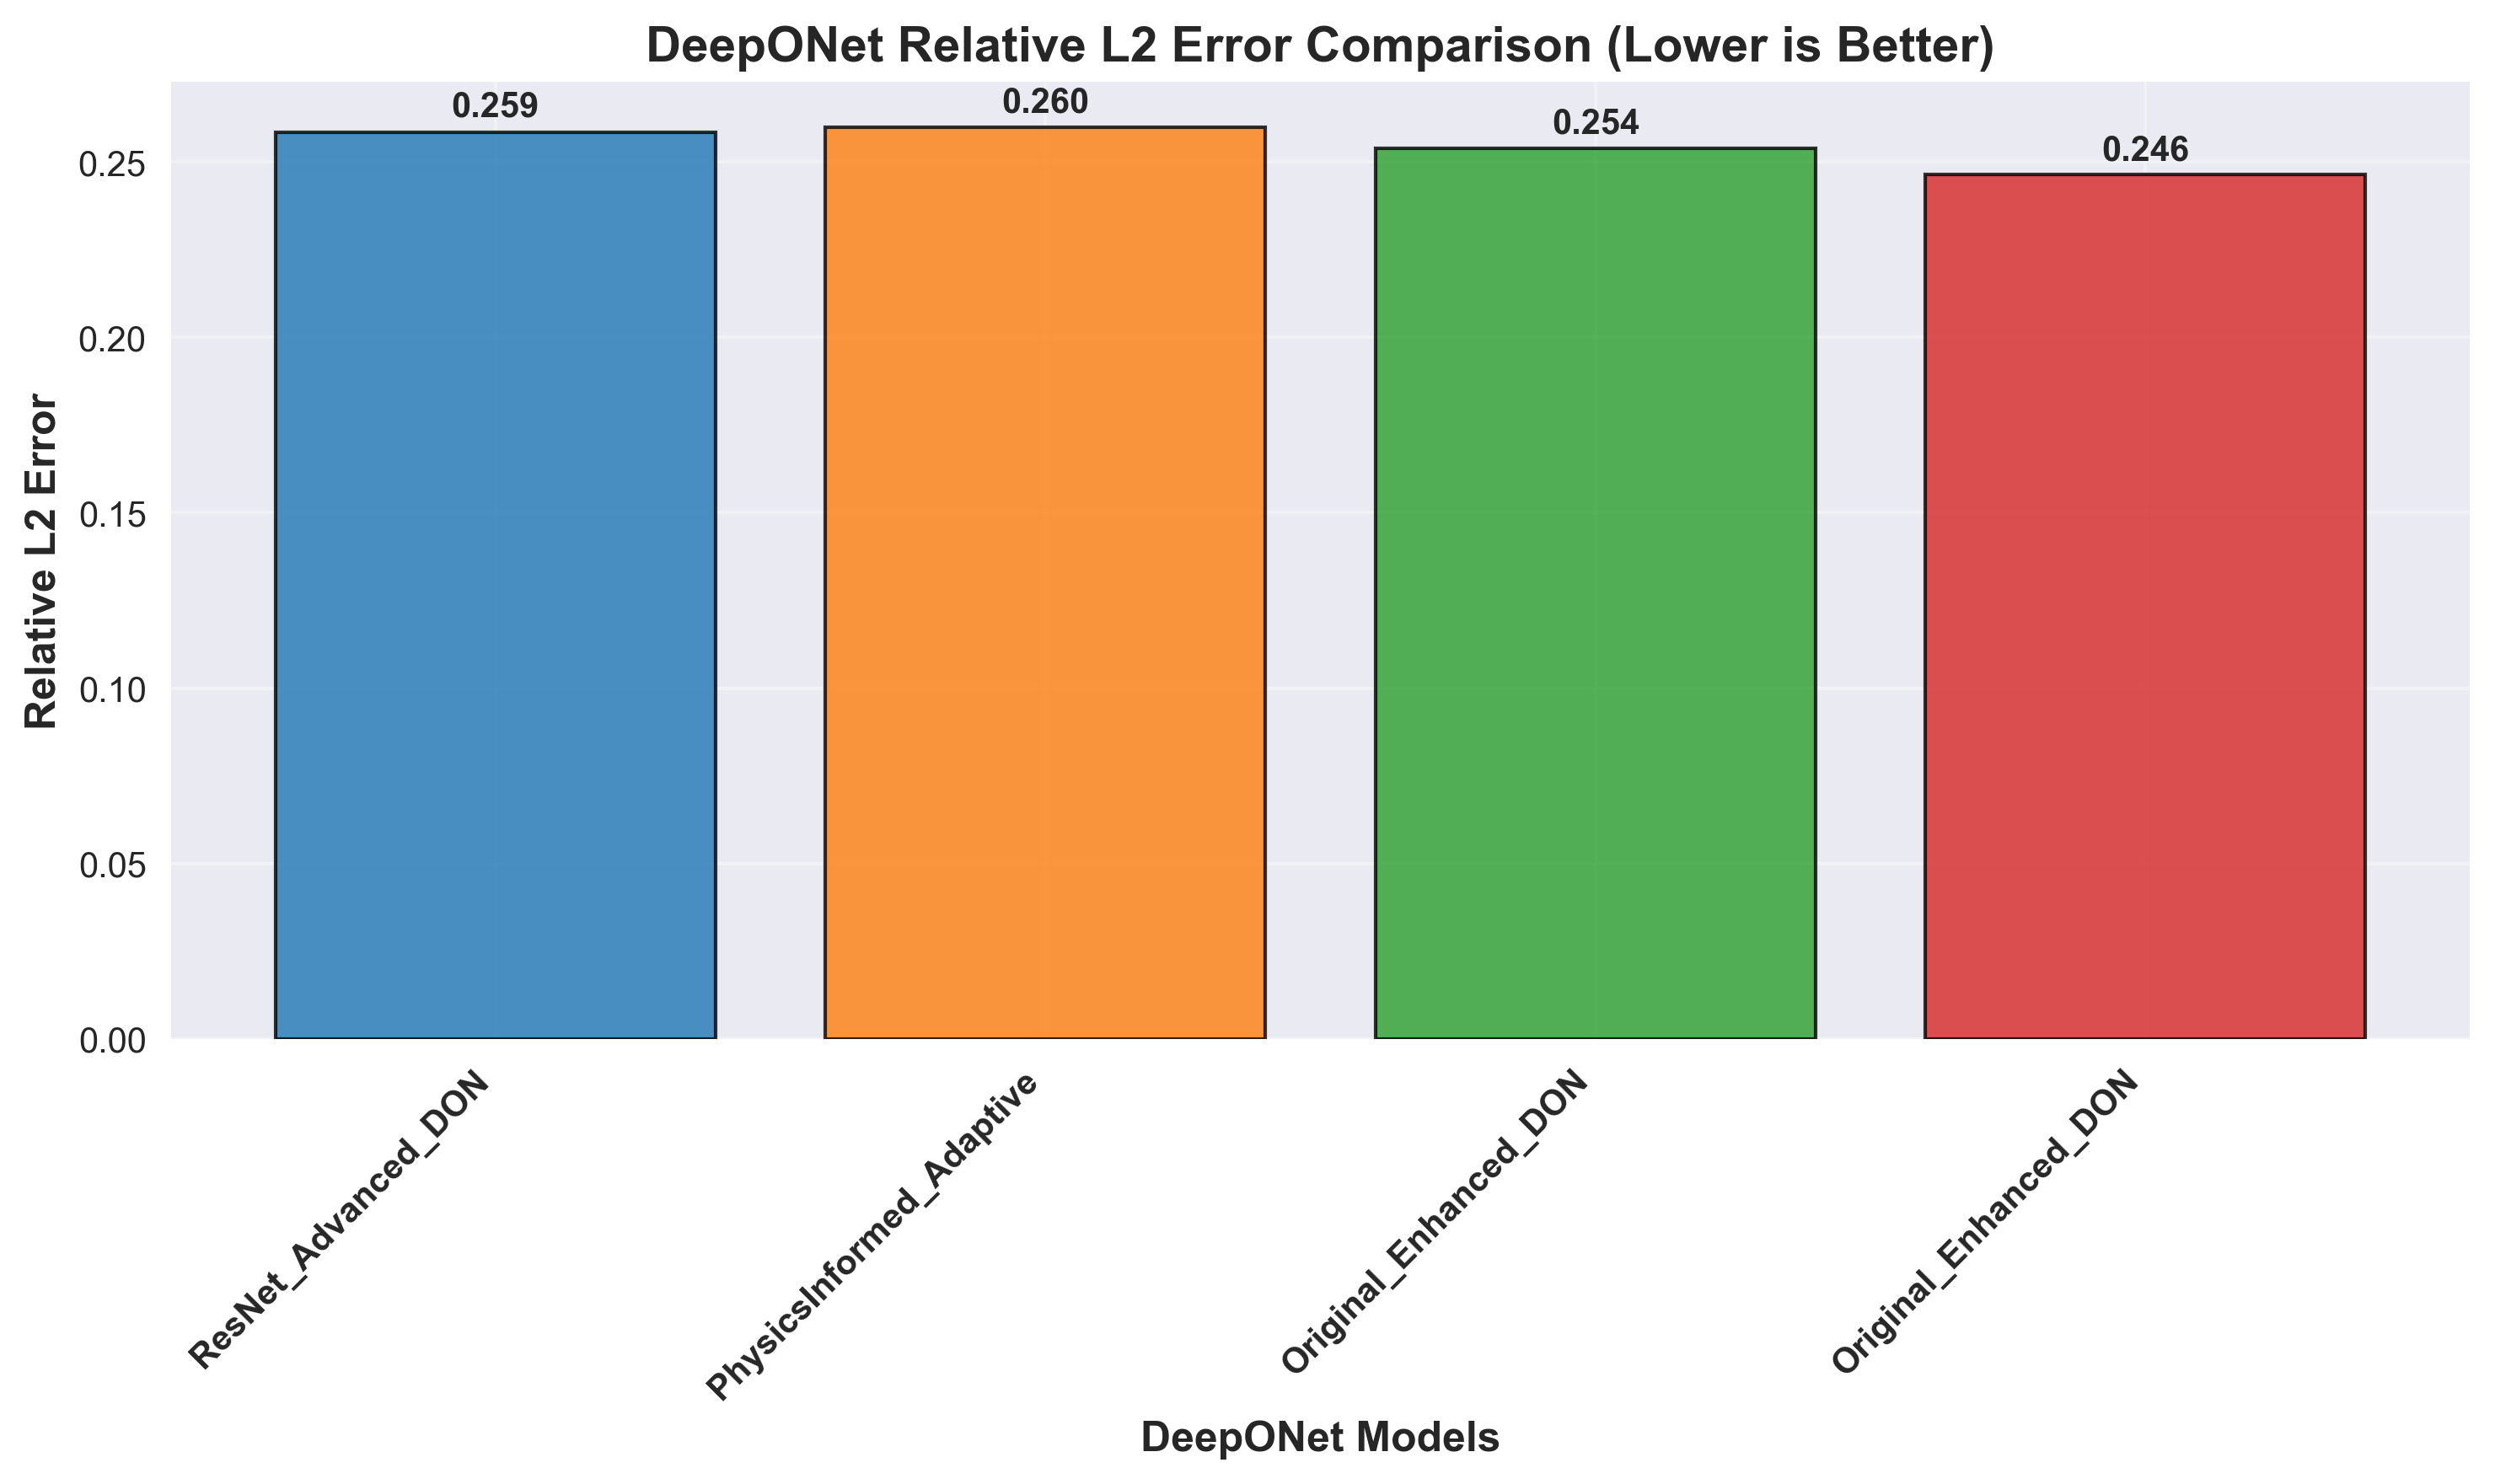 DeepONet Relative L2 Error Comparison (Lower is Better)
0.259
0.260
0.254
0.246
0.25
0.20
0.15
0.10
0.05
0.00
Relative L2 Error
ResNet_Advanced_DON
PhysicsInformed_Adaptive
Original_Enhanced_DON
Original_Enhanced_DON
DeepONet Models